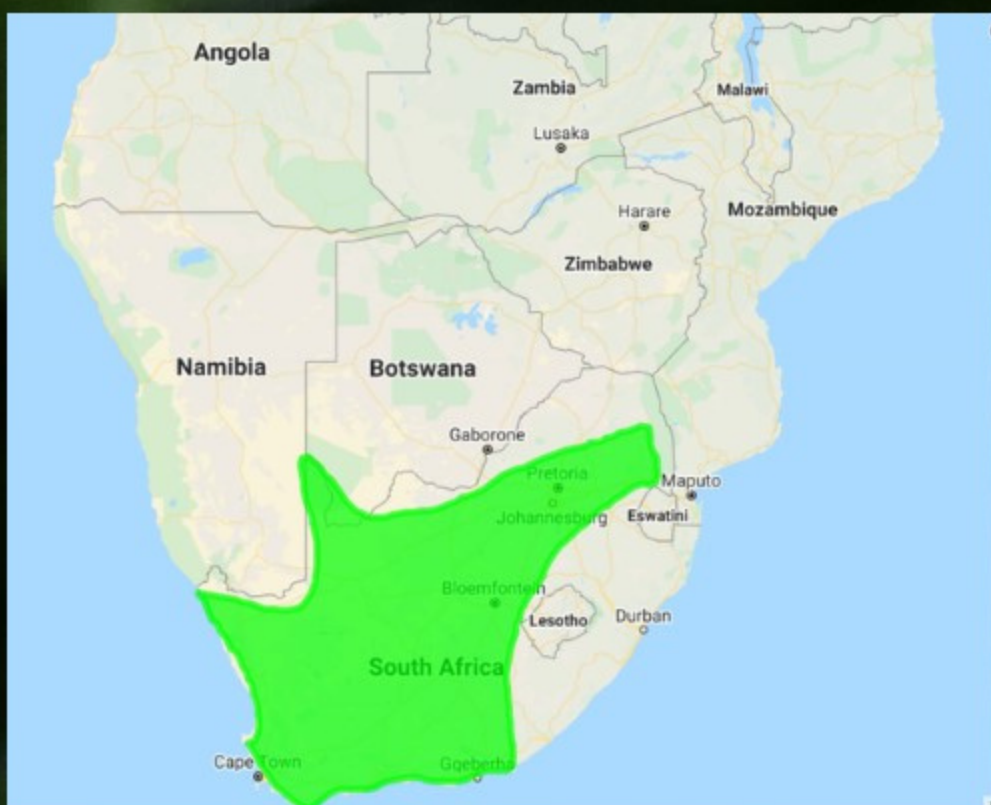 Angola
Zambia
Malawi
Lusaka
Harare
Mozambique
Zimbabwe
Namibia
Botswana
Gaborone
Pretoria
Maputo
Johannesburg
Eswatini
Bloemfontein
Lesotho
Durban
South Africa
Cape Town
Gqeberha